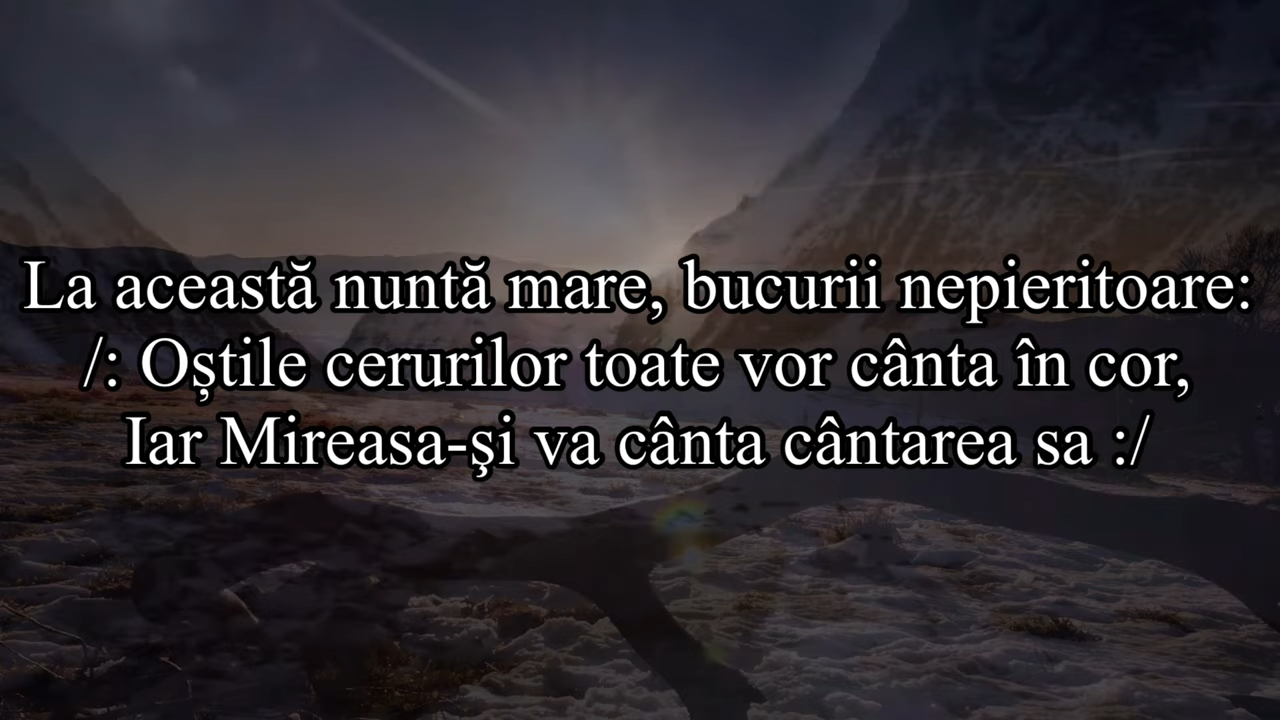 La această nuntă mare, bucurii nepieritoare:
/: Oștile cerurilor toate vor cânta în cor,
Iar Mireasa-şi va cânta cântarea sa :/